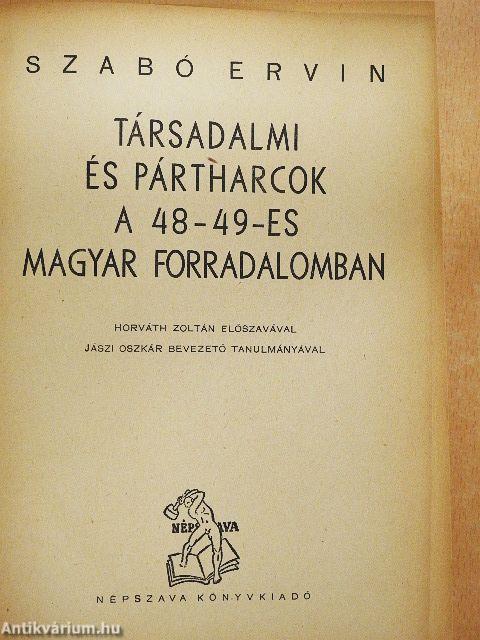 SZABÓ ERVIN
TÁRSADALMI
ÉS PÁRTHARCOK
A 48-49-ES
MAGYAR FORRADALOMBAN
HORVÁTH ZOLTÁN ELŐSZAVÁVAL
JÁSZI OSZKÁR BEVEZETŐ TANULMÁNYÁVAL
NÉPSZAVA
NÉPSZAVA KÖNYVKIADÓ
Antikvárium.hu